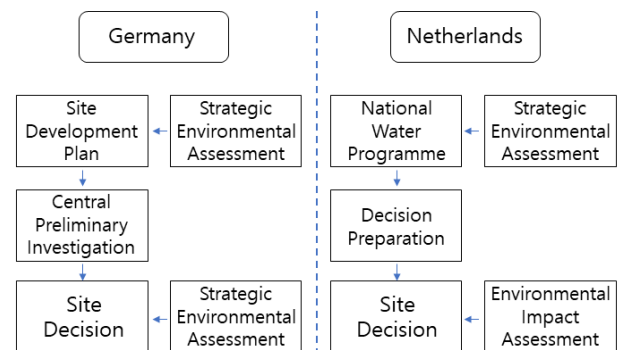 Germany
Netherlands
Site
Development
Plan
Strategic
Environmental
Assessment
National
Water
Programme
Strategic
Environmental
Assessment
Central
Preliminary
Investigation
Decision
Preparation
Site
Decision
Strategic
Environmental
Assessment
Site
Decision
Environmental
Impact
Assessment